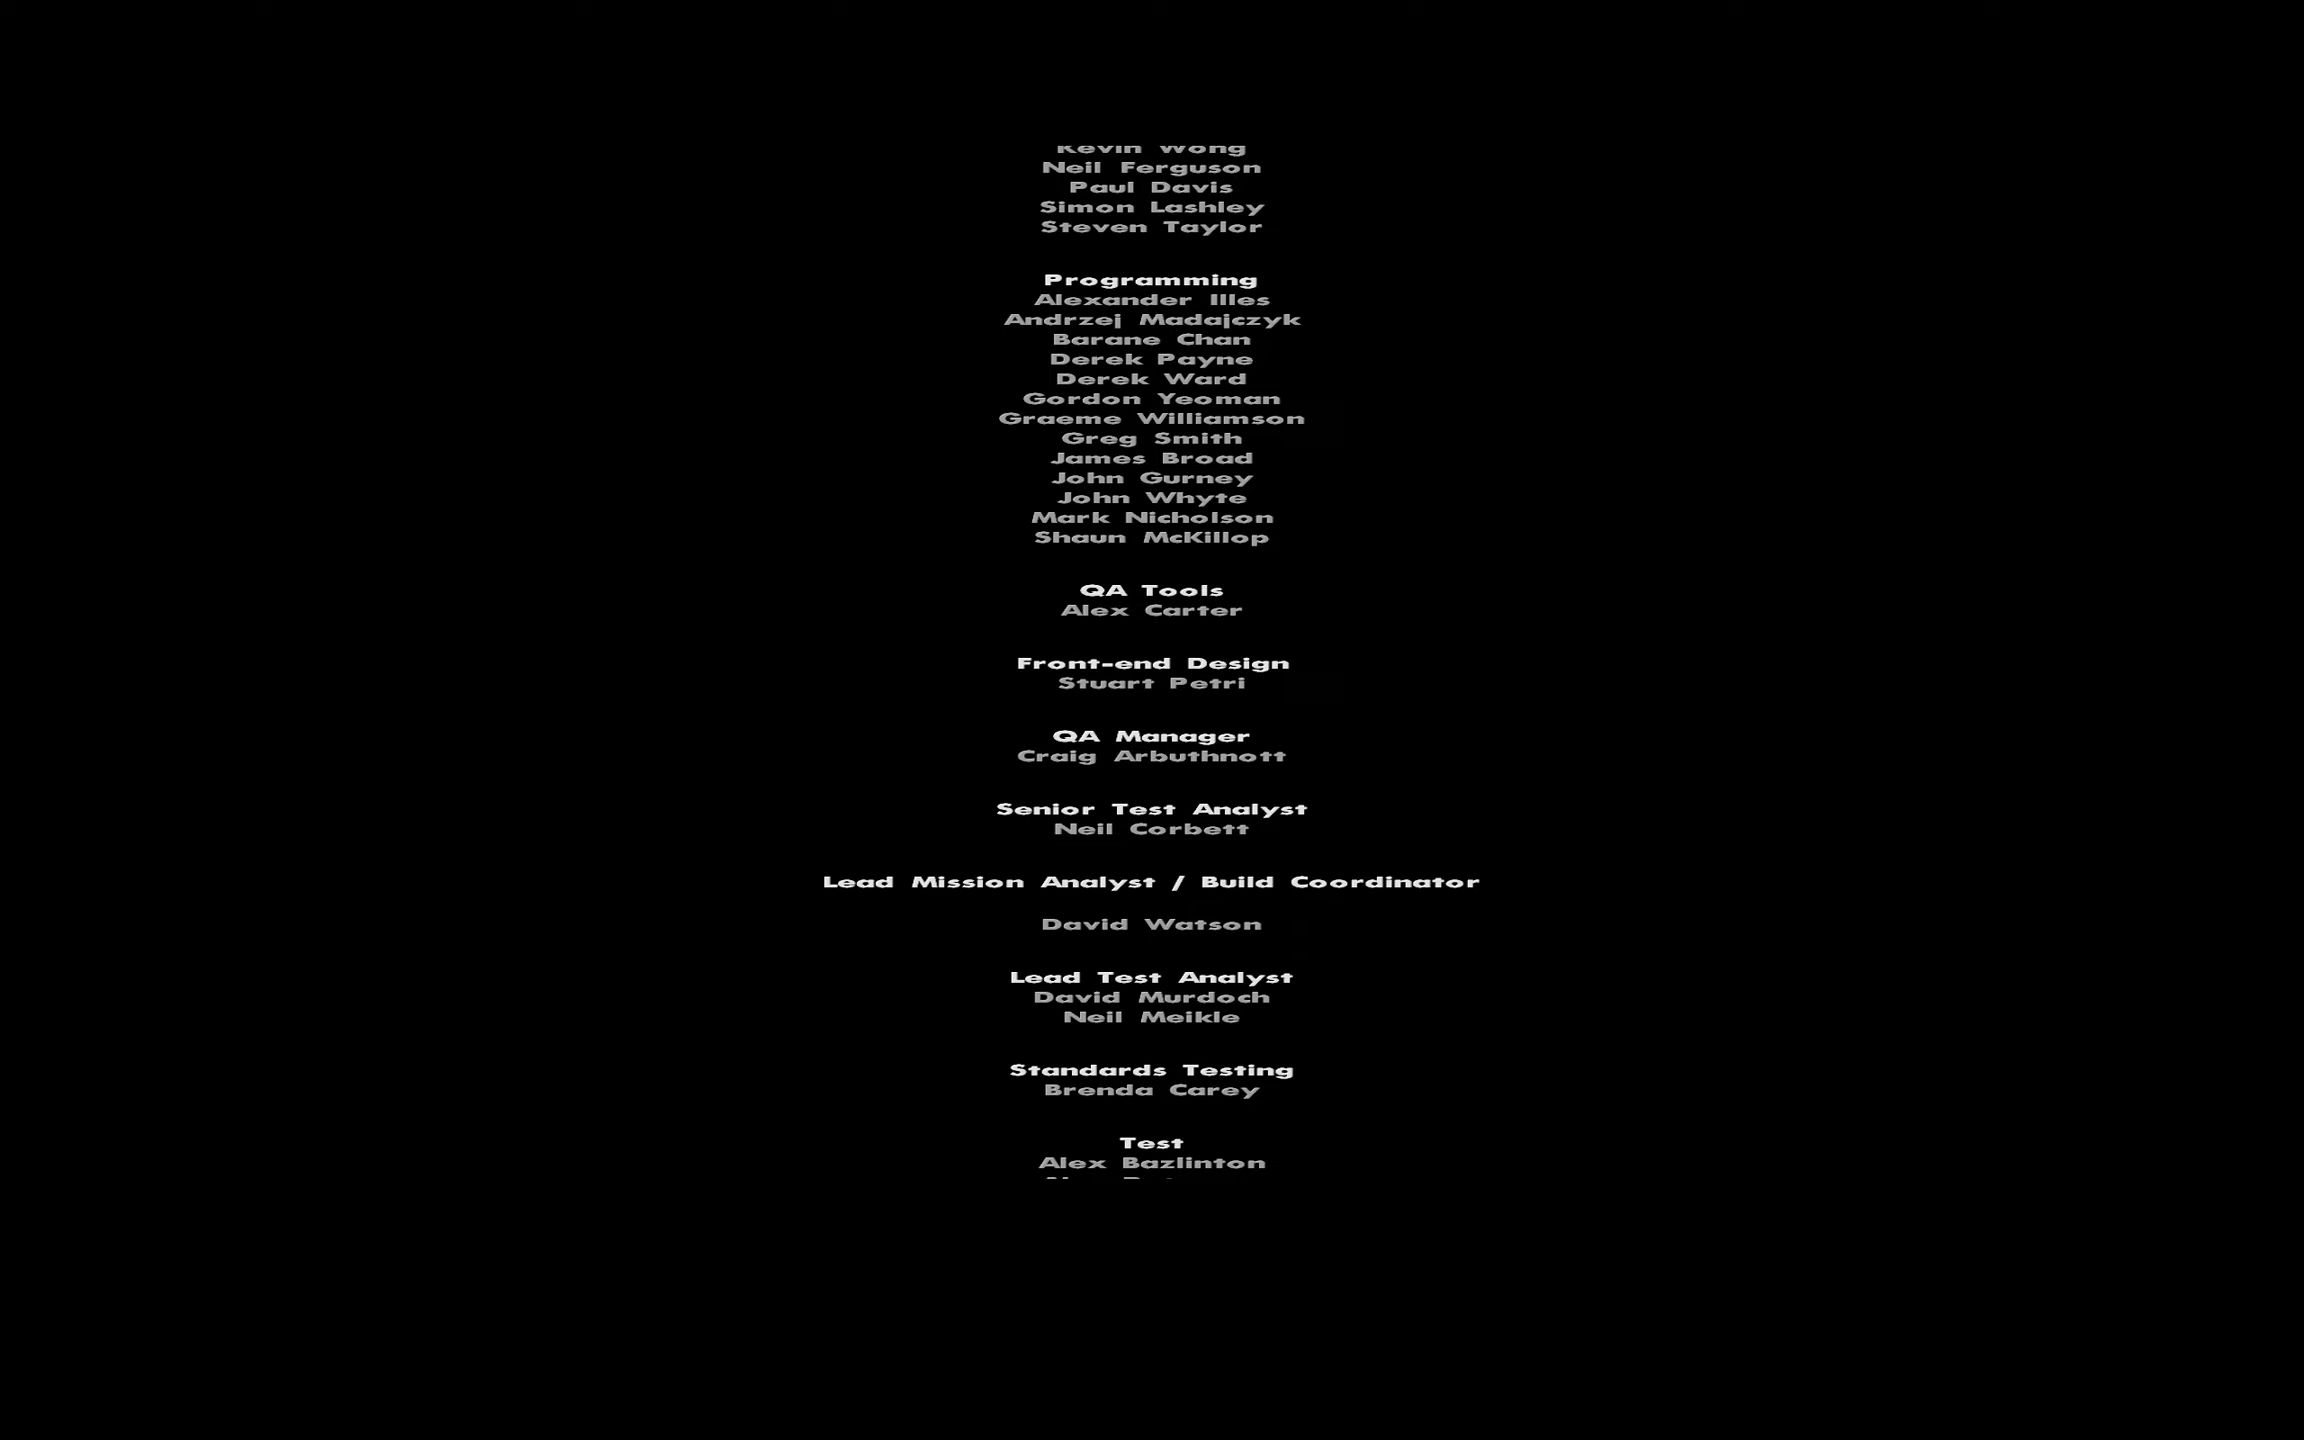 Kevin Wong
Neil Ferguson
Paul Davis
Simon Lashley
Steven Taylor
Programming
Alexander Illes
Andrzej Madajczyk
Barane Chan
Derek Payne
Derek Ward
Gordon Yeoman
Graeme Williamson
Greg Smith
James Broad
John Gurney
John Whyte
Mark Nicholson
Shaun McKillop
QA Tools
Alex Carter
Front-end Design
Stuart Petri
QA Manager
Craig Arbuthnott
Senior Test Analyst
Neil Corbett
Lead Mission Analyst / Build Coordinator
David Watson
Lead Test Analyst
David Murdoch
Neil Meikle
Standards Testing
Brenda Carey
Test
Alex Bazlinton